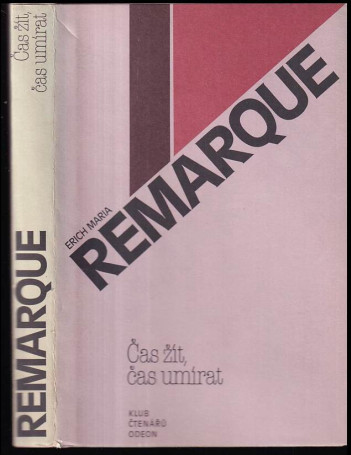 Čas žít,
čas umírat
REMARQUE
ERICH MARIA
REMARQUE
Čas žít,
čas umírat
KLUB
ČTENÁŘŮ
ODEON